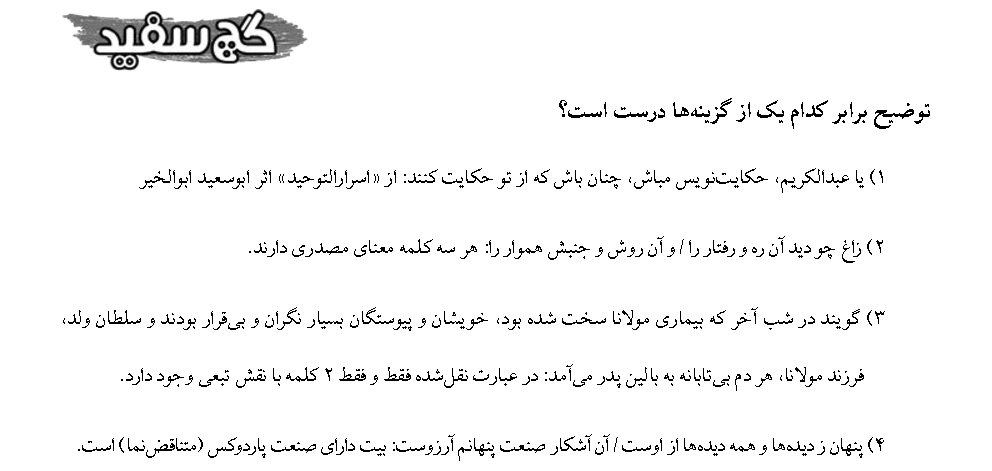 گچ سفید
توضیح برابر کدام یک از گزینه‌ها درست است؟
۱) یا عبدالکریم، حکایت‌نویس مباش، چنان باش که از تو حکایت کنند: از «اسرارالتوحید» اثر ابوسعید ابوالخیر
۲) زاغ چو دید آن ره و رفتار را / و آن روش و جنبش هموار را: هر سه کلمه معنای مصدری دارند.
۳) گویند در شب آخر که بیماری مولانا سخت شده بود، خویشان و پیوستگان بسیار نگران و بی‌قرار بودند و سلطان ولد،
فرزند مولانا، هر دم بی‌تابانه به بالین پدر می‌آمد: در عبارت نقل‌شده فقط و فقط ۲ کلمه با نقش تبعی وجود دارد.
۴) پنهان ز دیده‌ها و همه دیده‌ها از اوست / آن آشکار صنعت پنهانم آرزوست: بیت دارای صنعت پاردوکس (متناقض‌نما) است.